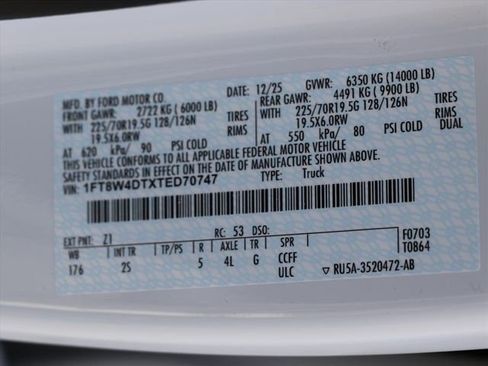 MFD. BY FORD MOTOR CO. DATE: 12/25 GVWR: 6350 KG (14000 LB)
FRONT GAWR: 2722 KG (6000 LB) REAR GAWR: 4491 KG (9900 LB)
WITH 225/70R19.5G 128/126N TIRES WITH 225/70R19.5G 128/126N TIRES
19.5X6.0RW RIMS 19.5X6.0RW RIMS
AT 620 kPa/ 90 PSI COLD AT 550 kPa/ 80 PSI COLD DUAL
THIS VEHICLE CONFORMS TO ALL APPLICABLE FEDERAL MOTOR VEHICLE
SAFETY STANDARDS IN EFFECT ON THE DATE OF MANUFACTURE SHOWN ABOVE.
VIN: 1FT8W4DTXTED70747 TYPE: Truck
EXT PNT: Z1 RC: 53 DSO: F0703
WB INT TR TP/PS R AXLE TR SPR T0864
176 2S 5 4L G CCFF
ULC RU5A-3520472-AB